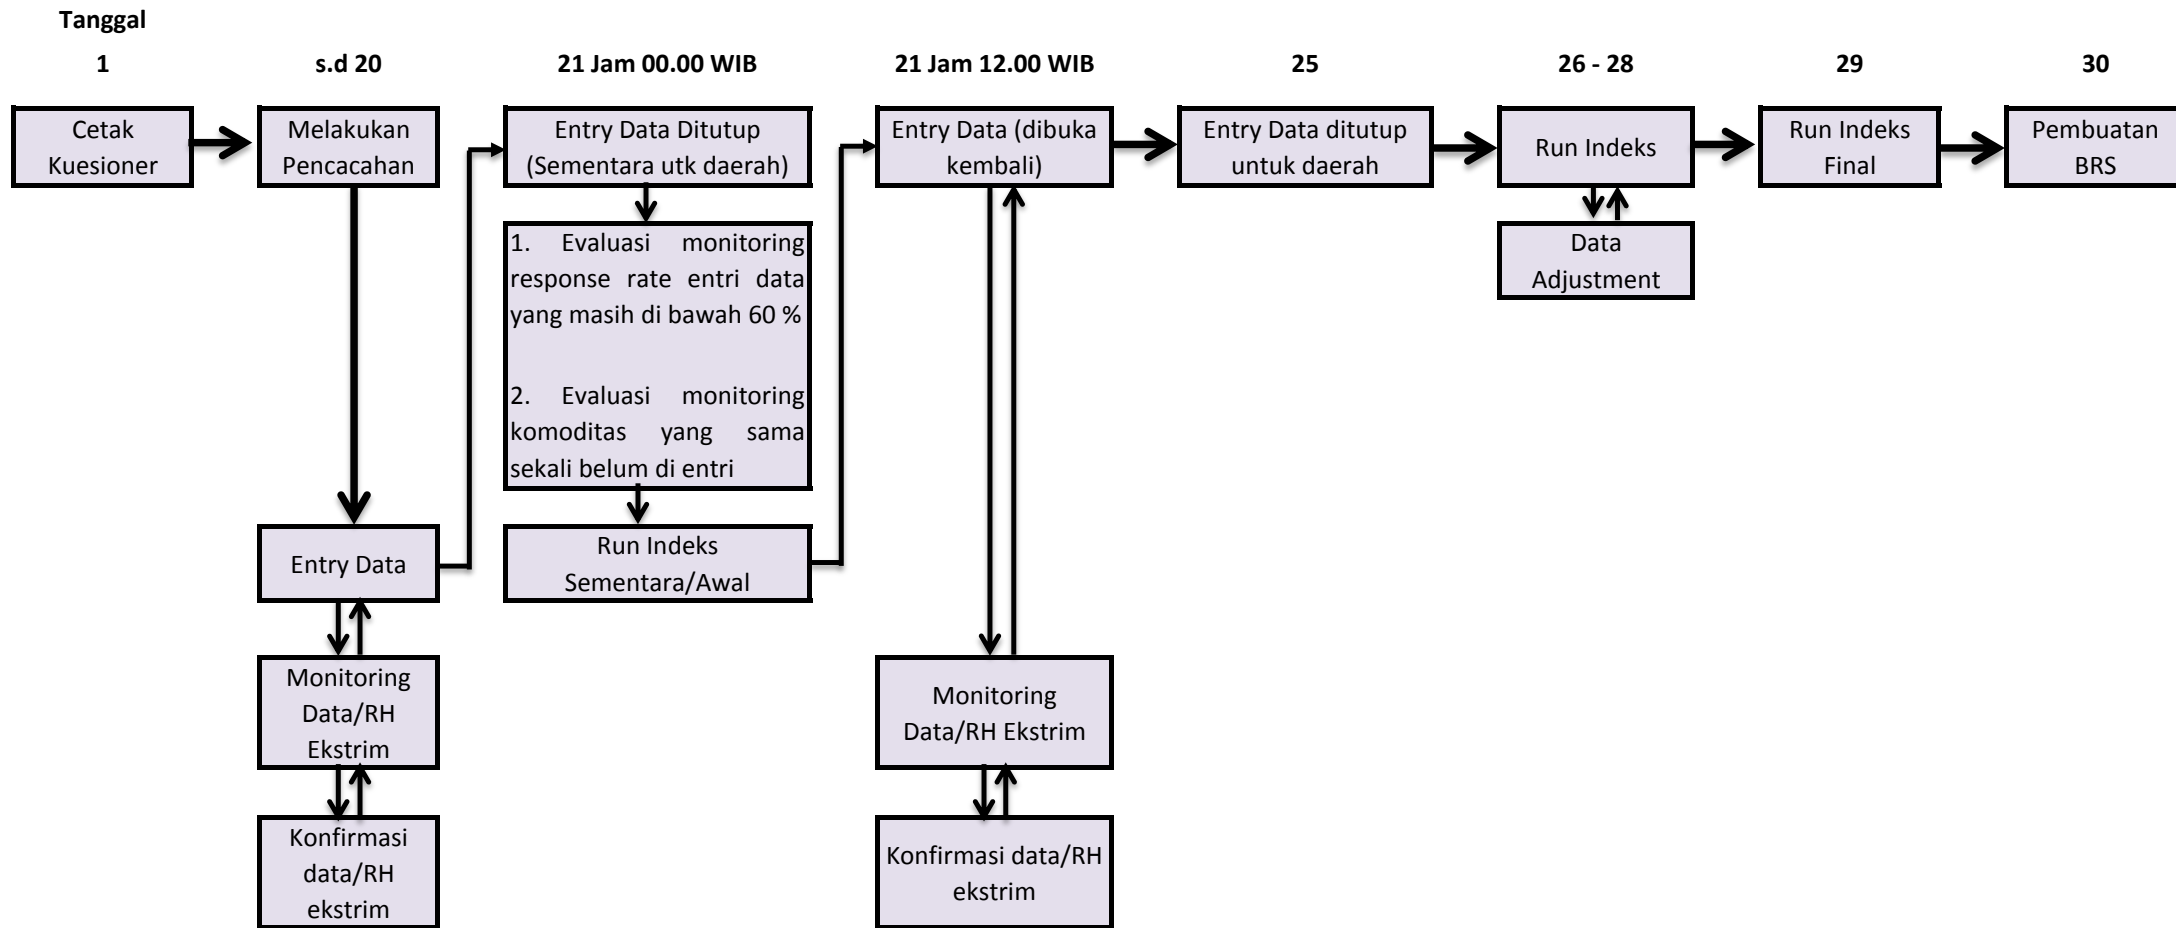 Tanggal
1
s.d 20
21 Jam 00.00 WIB
21 Jam 12.00 WIB
25
26 - 28
29
30
Cetak
Kuesioner
Melakukan
Pencacahan
Entry Data Ditutup
(Sementara utk daerah)
Entry Data (dibuka
kembali)
Entry Data ditutup
untuk daerah
Run Indeks
Run Indeks
Final
Pembuatan
BRS
1. Evaluasi monitoring
response rate entri data
yang masih di bawah 60 %
2. Evaluasi monitoring
komoditas yang sama
sekali belum di entri
Data
Adjustment
Entry Data
Run Indeks
Sementara/Awal
Monitoring
Data/RH
Ekstrim
Monitoring
Data/RH Ekstrim
Konfirmasi
data/RH
ekstrim
Konfirmasi data/RH
ekstrim